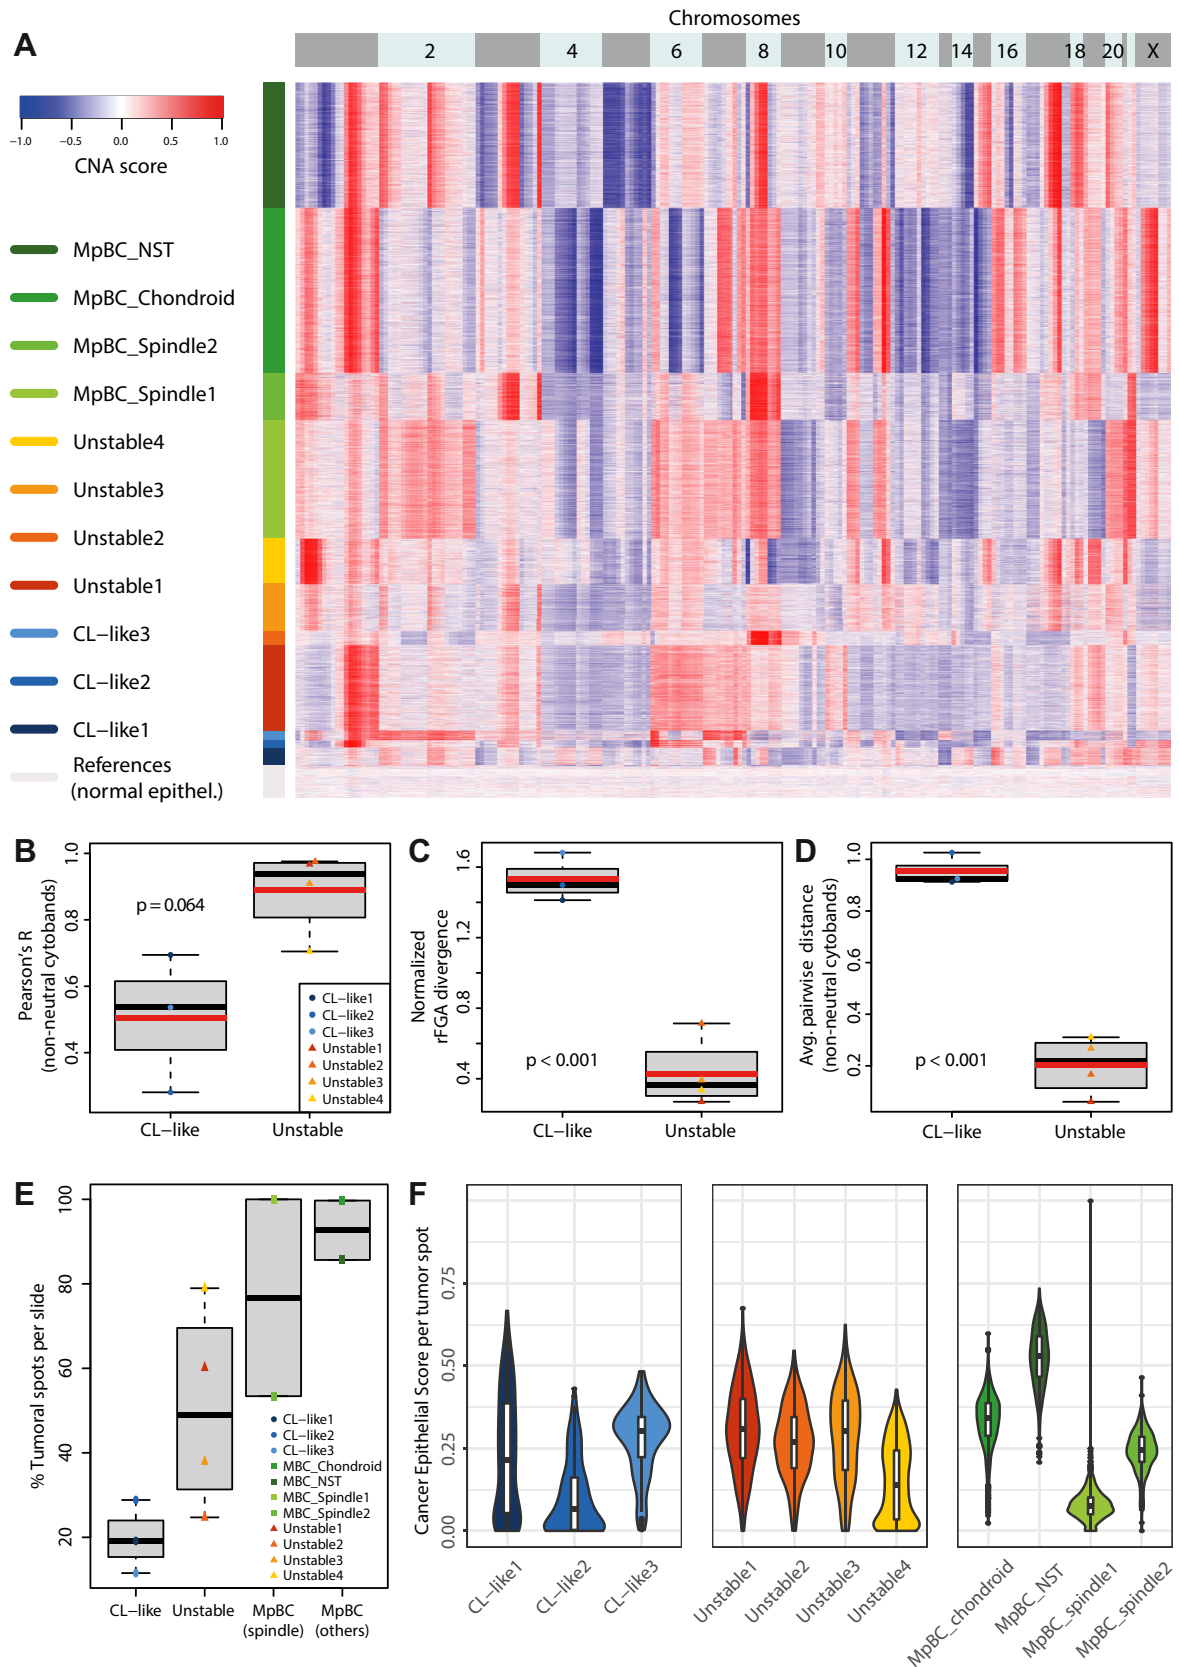 Chromosomes
A
2 4 6 8 10 12 14 16 18 20 X
−1.0 −0.5 0.0 0.5 1.0
CNA score
MpBC_NST
MpBC_Chondroid
MpBC_Spindle2
MpBC_Spindle1
Unstable4
Unstable3
Unstable2
Unstable1
CL−like3
CL−like2
CL−like1
References
(normal epithel.)
B
Pearson's R
(non-neutral cytobands)
1.0
0.8
0.6
0.4
p = 0.064
CL−like1
CL−like2
CL−like3
Unstable1
Unstable2
Unstable3
Unstable4
CL−like Unstable
C
Normalized
rFGA divergence
1.6
1.2
0.8
0.4
p < 0.001
CL−like Unstable
D
Avg. pairwise distance
(non-neutral cytobands)
1.0
0.8
0.6
0.4
0.2
p < 0.001
CL−like Unstable
E
% Tumoral spots per slide
100
80
60
40
20
CL−like1
CL−like2
CL−like3
MBC_Chondroid
MBC_NST
MBC_Spindle1
MBC_Spindle2
Unstable1
Unstable2
Unstable3
Unstable4
CL−like Unstable MpBC MpBC
(spindle) (others)
F
Cancer Epithelial Score per tumor spot
0.75
0.50
0.25
0.00
CL−like1
CL−like2
CL−like3
Unstable1
Unstable2
Unstable3
Unstable4
MpBC_chondroid
MpBC_NST
MpBC_spindle1
MpBC_spindle2